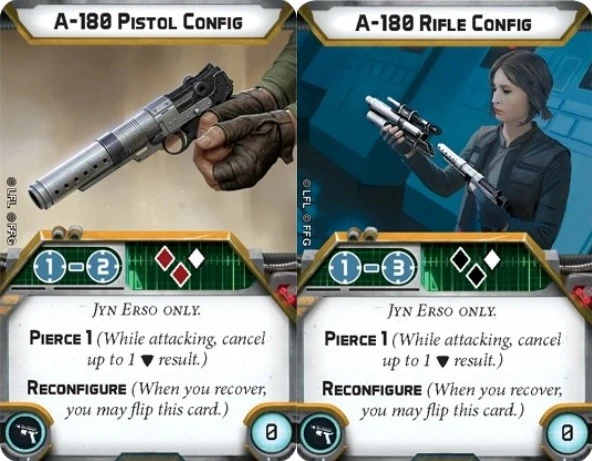 A-180 Pistol Config
© LFL © FFG
1 - 2
Jyn Erso only.
Pierce 1 (While attacking, cancel
up to 1 ▼ result.)
Reconfigure (When you recover,
you may flip this card.)
0
A-180 Rifle Config
© LFL © FFG
1 - 3
Jyn Erso only.
Pierce 1 (While attacking, cancel
up to 1 ▼ result.)
Reconfigure (When you recover,
you may flip this card.)
0